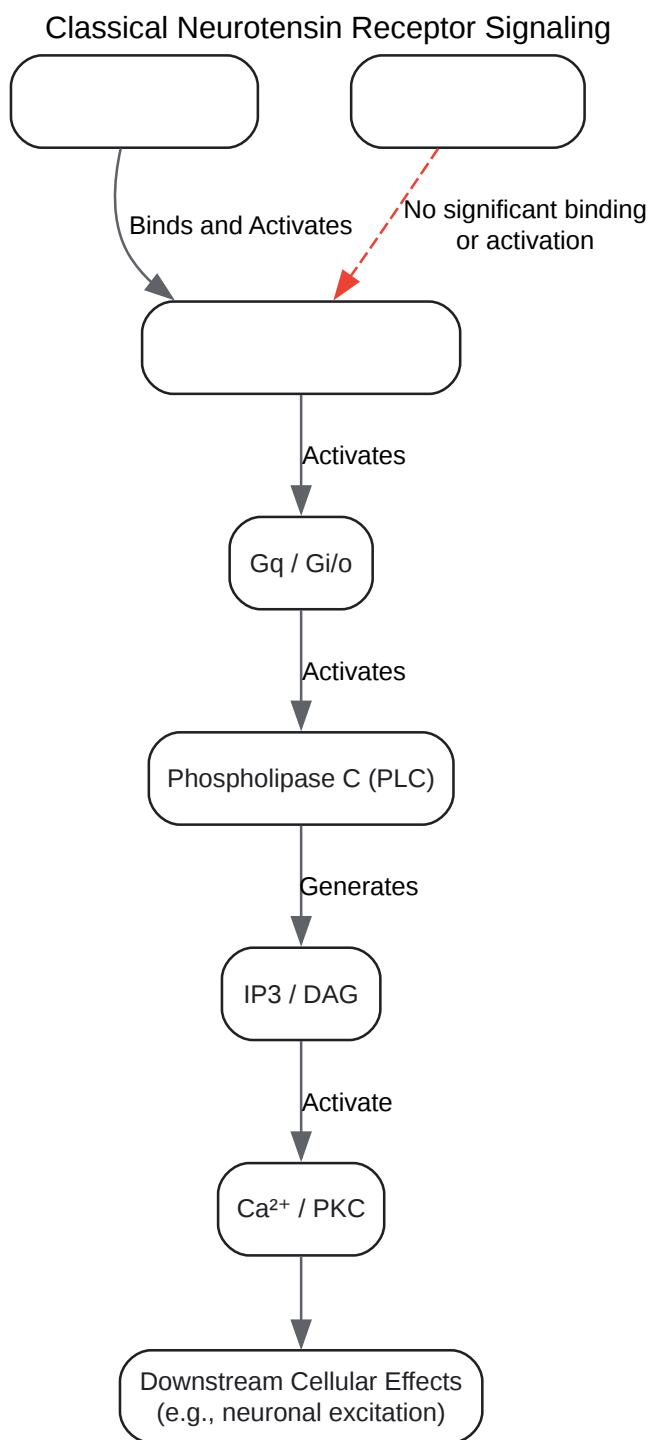 Classical Neurotensin Receptor Signaling
Binds and Activates
No significant binding
or activation
Activates
Gq / Gi/o
Activates
Phospholipase C (PLC)
Generates
IP3 / DAG
Activate
Ca²⁺ / PKC
Downstream Cellular Effects
(e.g., neuronal excitation)